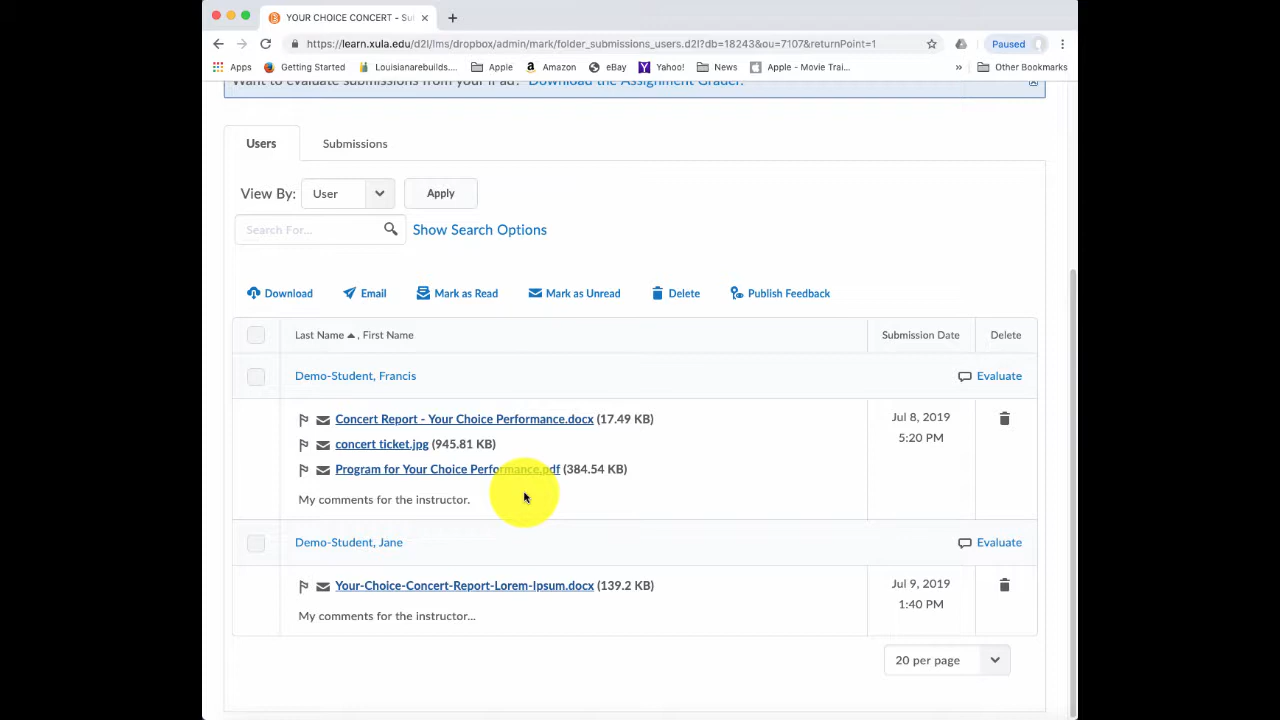 YOUR CHOICE CONCERT - Su
https://learn.xula.edu/d2l/lms/dropbox/admin/mark/folder_submissions_users.d2l?db=18243&ou=7107&returnPoint=1
Paused
Apps Getting Started Louisianarebuilds.... Apple Amazon eBay Yahoo! News Apple - Movie Trai... » Other Bookmarks
Want to evaluate submissions from your iPad? Download the Assignment Grader.
Users Submissions
View By: User Apply
Search For... Show Search Options
Download Email Mark as Read Mark as Unread Delete Publish Feedback
Last Name , First Name Submission Date Delete
Demo-Student, Francis Evaluate
Concert Report - Your Choice Performance.docx (17.49 KB) Jul 8, 2019
5:20 PM
concert ticket.jpg (945.81 KB)
Program for Your Choice Performance.pdf (384.54 KB)
My comments for the instructor.
Demo-Student, Jane Evaluate
Your-Choice-Concert-Report-Lorem-Ipsum.docx (139.2 KB) Jul 9, 2019
1:40 PM
My comments for the instructor...
20 per page